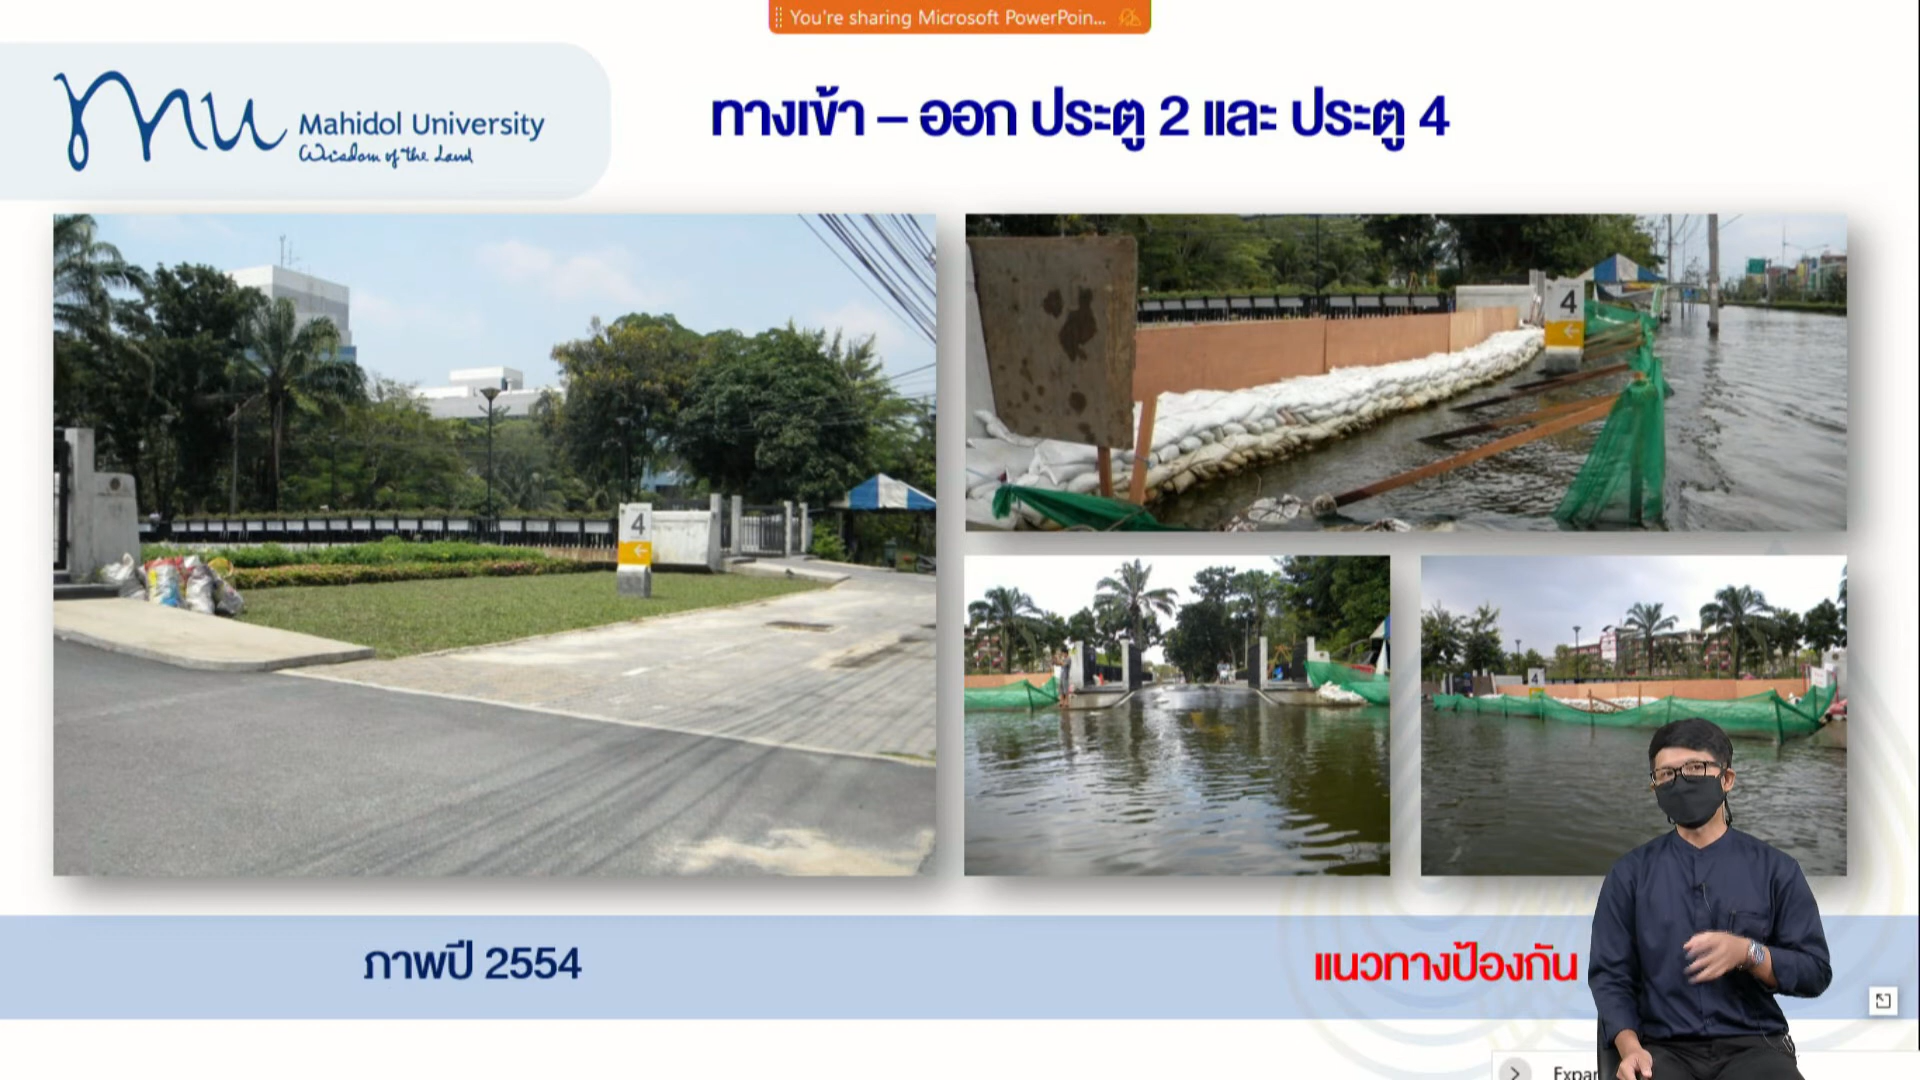 You're sharing Microsoft PowerPoin...
Mahidol University
Wisdom of the Land
ทางเข้า – ออก ประตู 2 และ ประตู 4
4
4
4
ภาพปี 2554
แนวทางป้องกัน